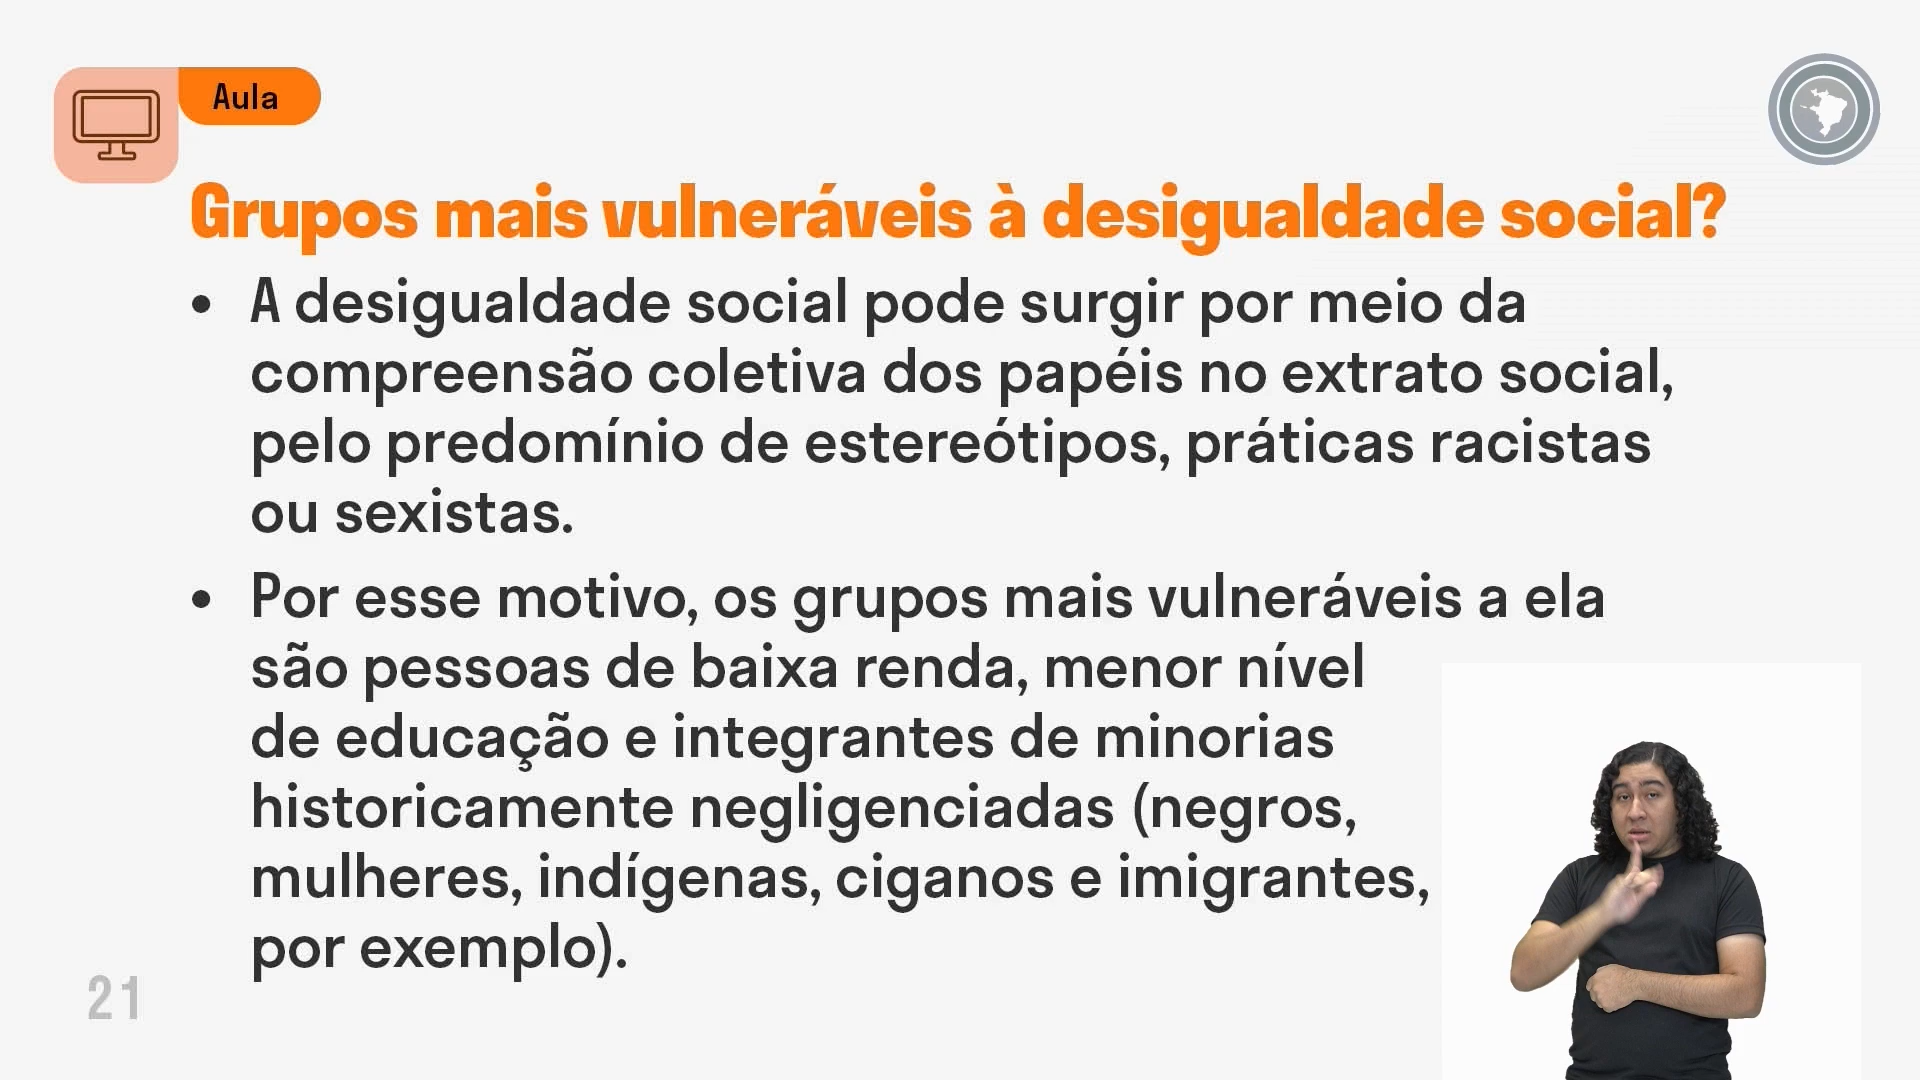 Aula
Grupos mais vulneráveis à desigualdade social?
• A desigualdade social pode surgir por meio da
compreensão coletiva dos papéis no extrato social,
pelo predomínio de estereótipos, práticas racistas
ou sexistas.
• Por esse motivo, os grupos mais vulneráveis a ela
são pessoas de baixa renda, menor nível
de educação e integrantes de minorias
historicamente negligenciadas (negros,
mulheres, indígenas, ciganos e imigrantes,
por exemplo).
21